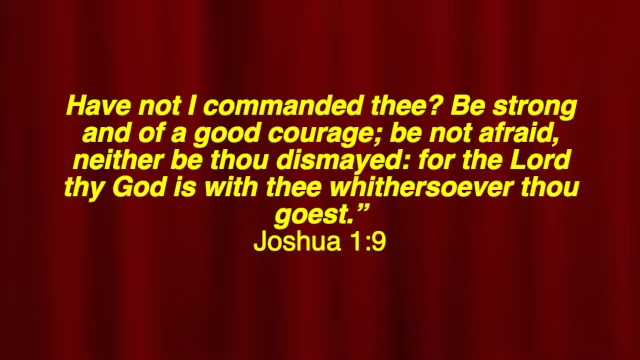 Have not I commanded thee? Be strong
and of a good courage; be not afraid,
neither be thou dismayed: for the Lord
thy God is with thee whithersoever thou
goest.”
Joshua 1:9